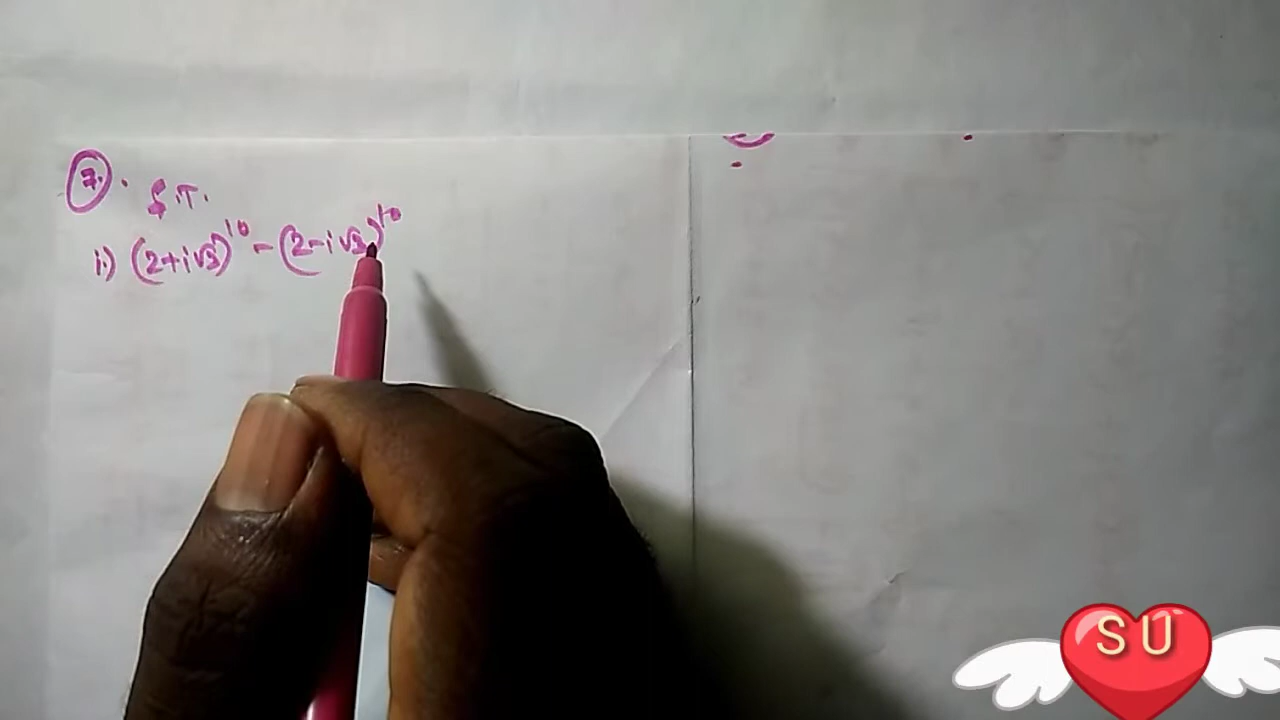 7. S.T.
i.) (2+i√3)¹⁰ - (2-i√3)¹⁰
SU